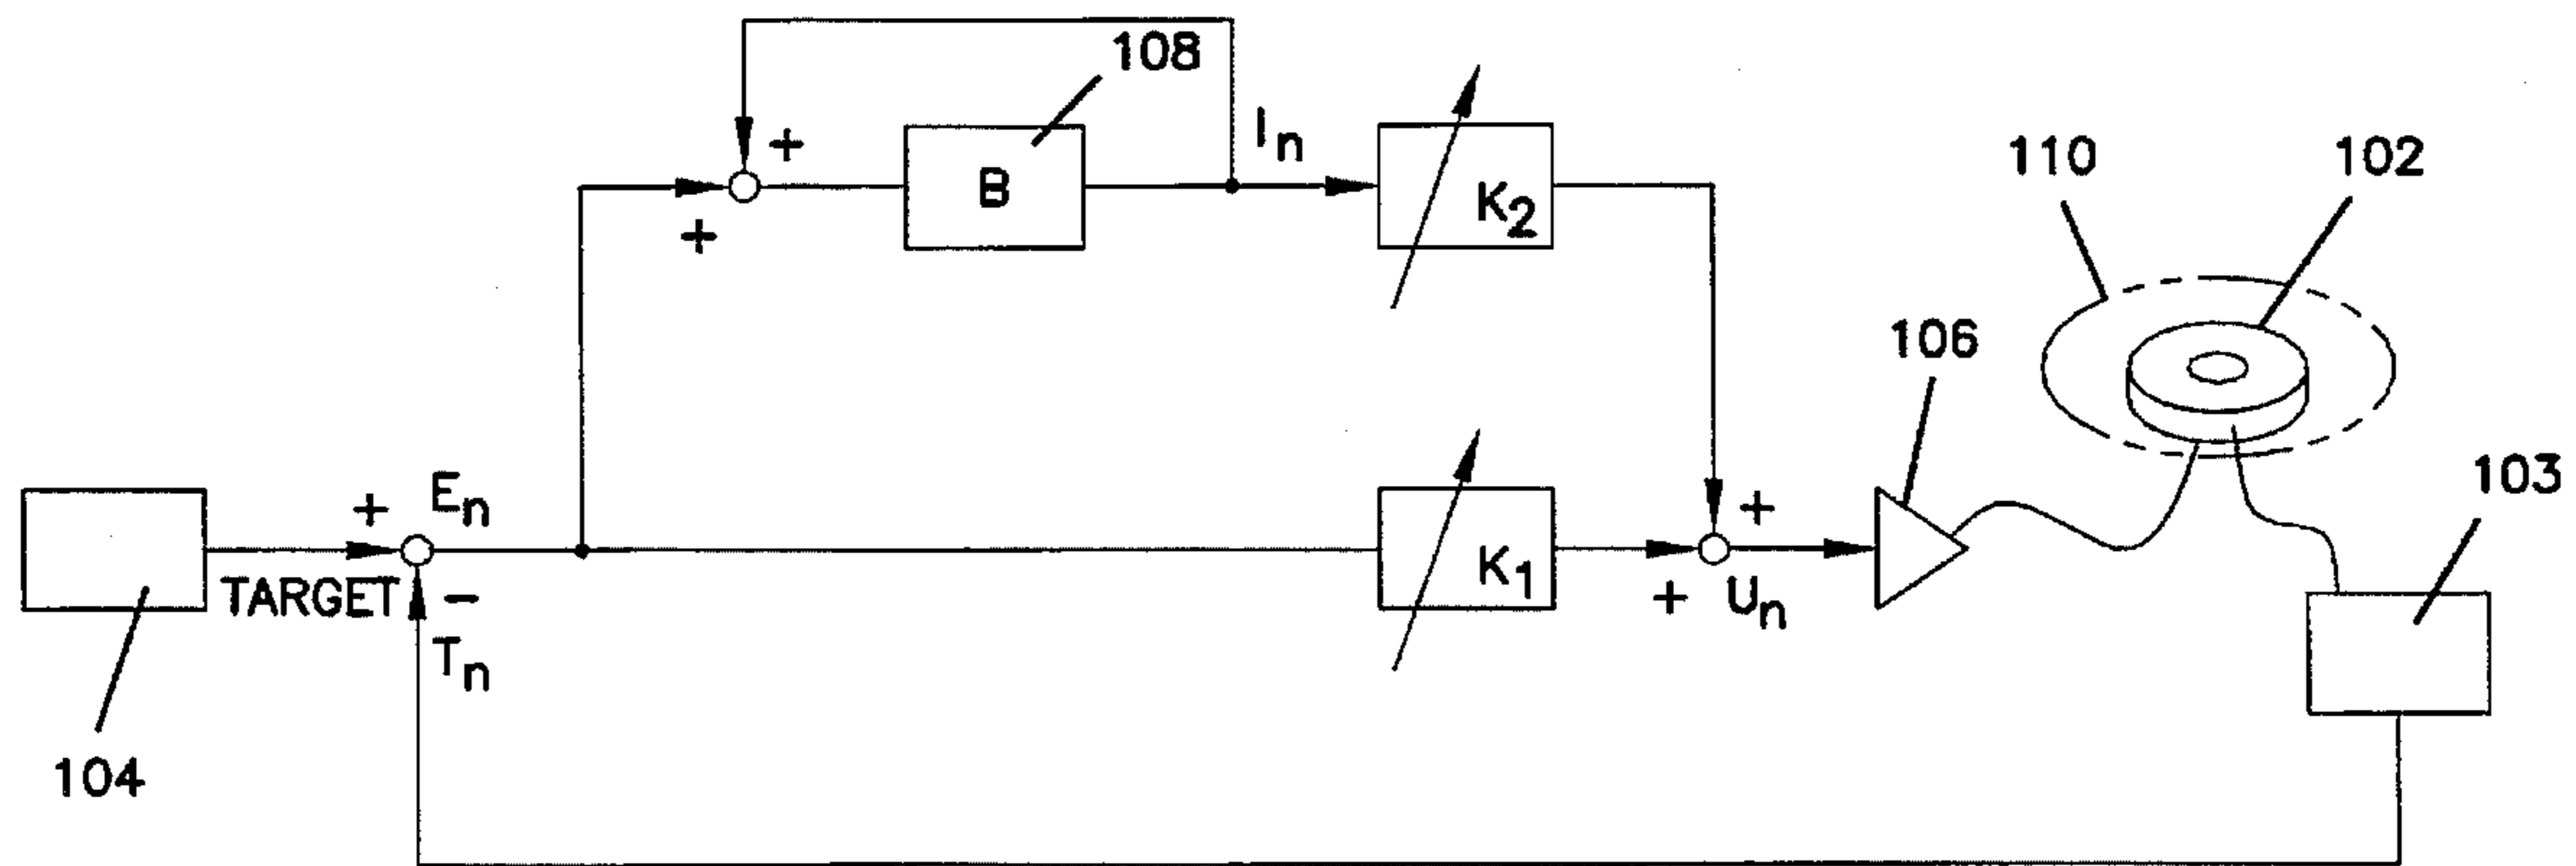 108
+
I_n
B
+
K_2
110
102
106
103
+
E_n
+
TARGET
−
K_1
+
U_n
T_n
104